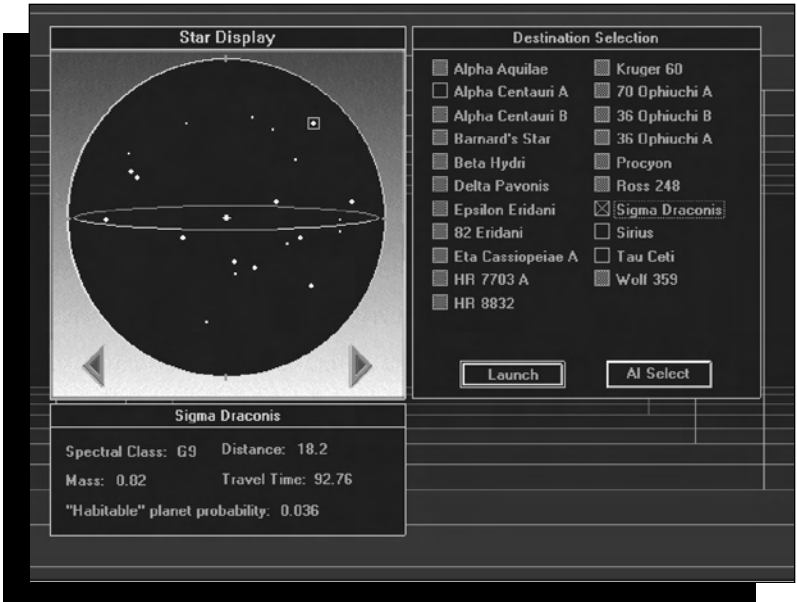 Star Display
Destination Selection
Alpha Aquilae
Alpha Centauri A
Alpha Centauri B
Barnard's Star
Beta Hydri
Delta Pavonis
Epsilon Eridani
82 Eridani
Eta Cassiopeiae A
HR 7703 A
HR 8832
Kruger 60
70 Ophiuchi A
36 Ophiuchi B
36 Ophiuchi A
Procyon
Ross 248
Sigma Draconis
Sirius
Tau Ceti
Wolf 359
Launch
AI Select
Sigma Draconis
Spectral Class: G9
Distance: 18.2
Mass: 0.82
Travel Time: 92.76
"Habitable" planet probability: 0.036